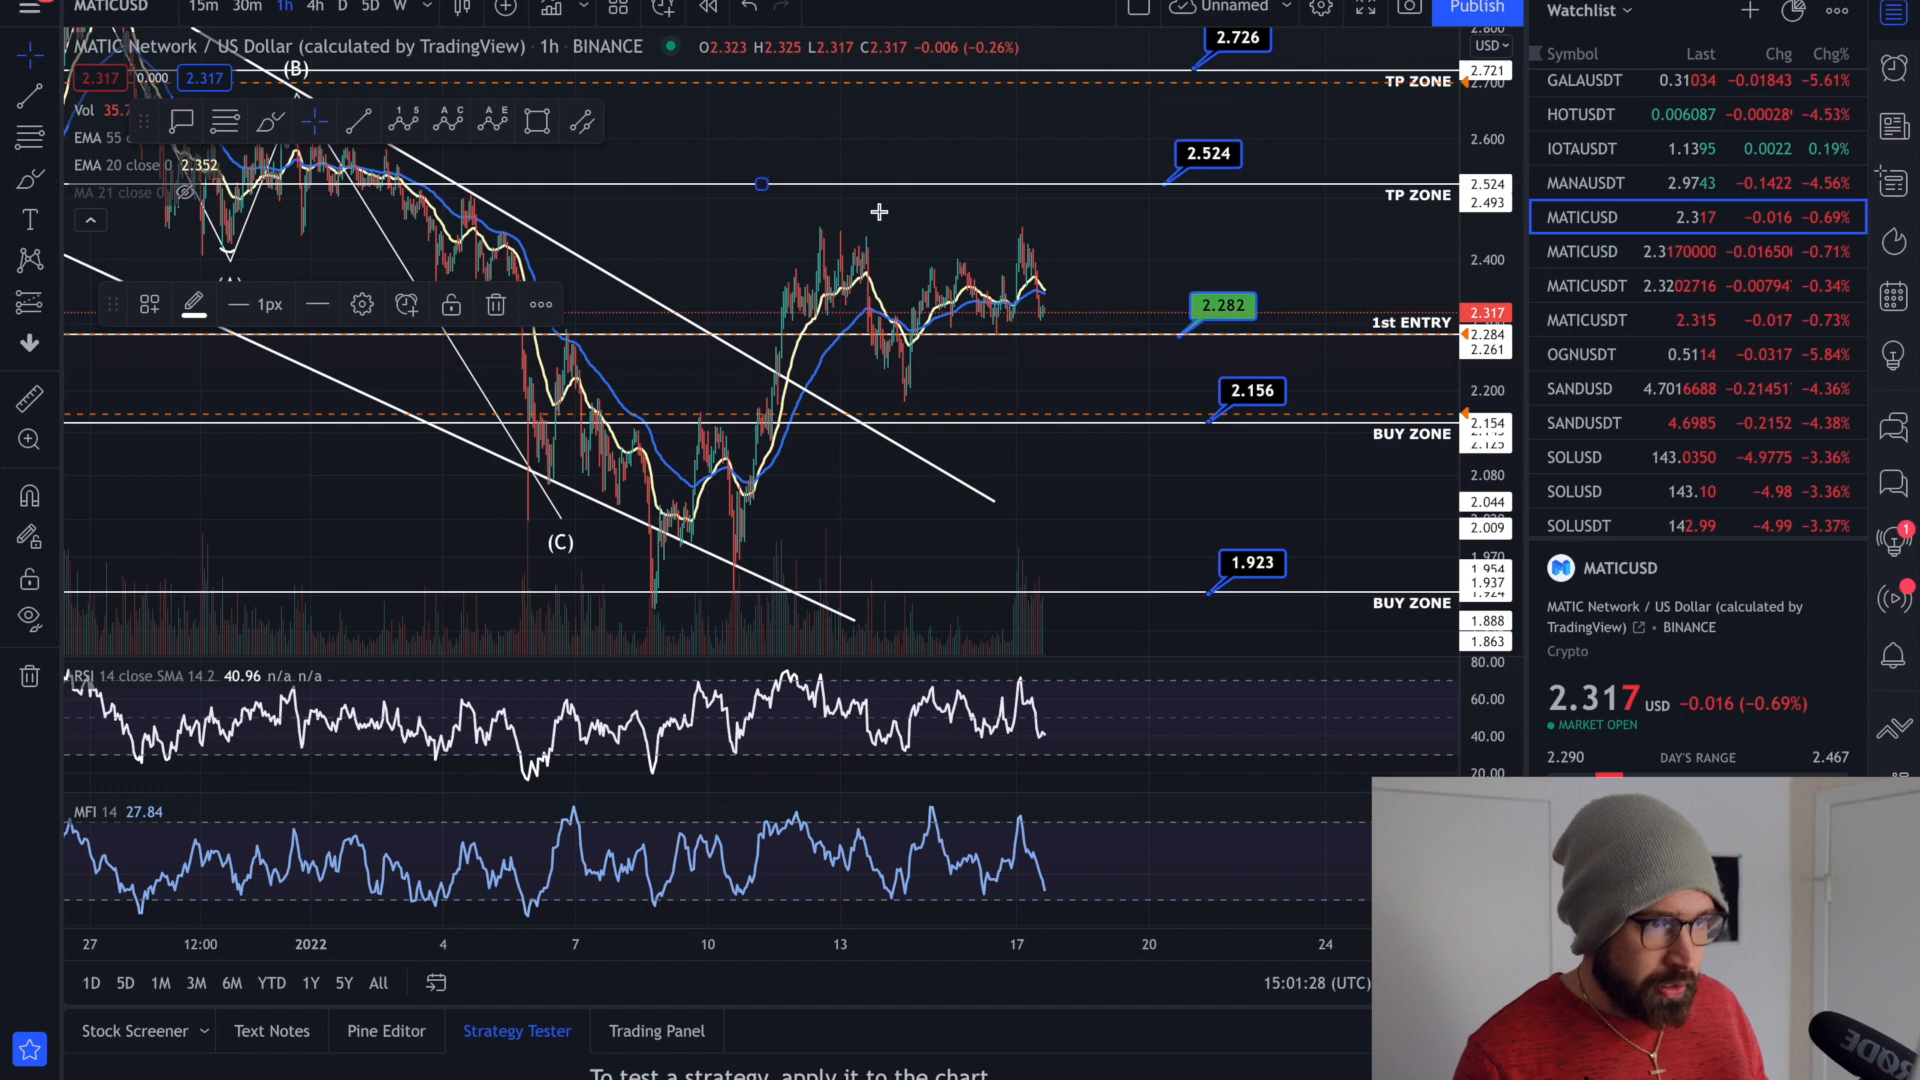 MATICUSD 15m 30m 1h 4h D 5D W Unnamed Publish
MATIC Network / US Dollar (calculated by TradingView) · 1h · BINANCE O2.323 H2.325 L2.317 C2.317 −0.006 (−0.26%)
2.317 0.000 2.317
Vol 35.7
EMA 55 c
EMA 20 close 0 2.352
MA 21 close 0
1 5 A C A E
1px
(B)
(C)
2.726
TP ZONE
2.524
TP ZONE
2.282
1st ENTRY
2.156
BUY ZONE
1.923
BUY ZONE
USD
2.721
2.700
2.600
2.524
2.493
2.400
2.317
2.284
2.261
2.200
2.154
2.125
2.080
2.044
2.009
1.970
1.954
1.937
1.924
1.888
1.863
RSI 14 close SMA 14 2 40.96 n/a n/a
80.00
60.00
40.00
20.00
MFI 14 27.84
27 12:00 2022 4 7 10 13 17 20 24
1D 5D 1M 3M 6M YTD 1Y 5Y All
15:01:28 (UTC)
Stock Screener Text Notes Pine Editor Strategy Tester Trading Panel
To test a strategy, apply it to the chart
Watchlist
Symbol Last Chg Chg%
GALAUSDT 0.31034 −0.01843 −5.61%
HOTUSDT 0.006087 −0.00028 −4.53%
IOTAUSDT 1.1395 0.0022 0.19%
MANAUSDT 2.9743 −0.1422 −4.56%
MATICUSD 2.317 −0.016 −0.69%
MATICUSD 2.3170000 −0.01650 −0.71%
MATICUSDT 2.3202716 −0.00794 −0.34%
MATICUSDT 2.315 −0.017 −0.73%
OGNUSDT 0.5114 −0.0317 −5.84%
SANDUSD 4.7016688 −0.21451 −4.36%
SANDUSDT 4.6985 −0.2152 −4.38%
SOLUSD 143.0350 −4.9775 −3.36%
SOLUSD 143.10 −4.98 −3.36%
SOLUSDT 142.99 −4.99 −3.37%
1
MATICUSD
MATIC Network / US Dollar (calculated by
TradingView) • BINANCE
Crypto
2.317 USD −0.016 (−0.69%)
MARKET OPEN
2.290 DAY'S RANGE 2.467
RODE